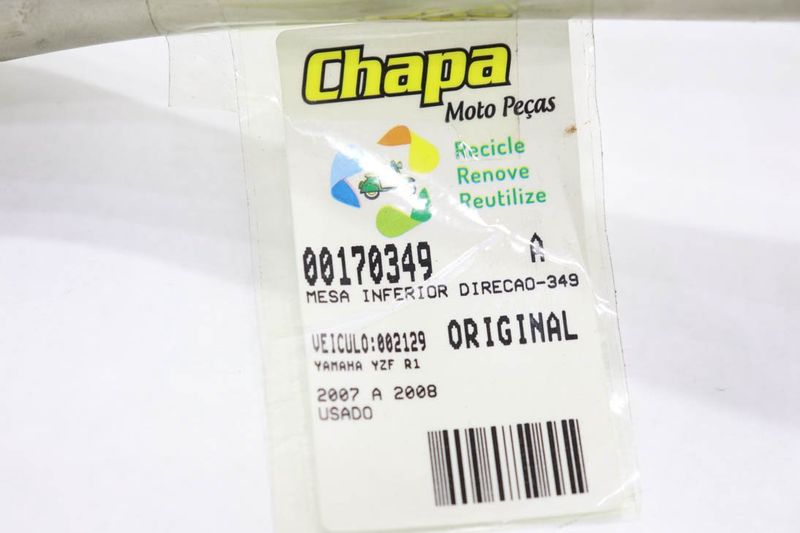 Chapa
Moto Peças
Recicle
Renove
Reutilize
00170349 A
MESA INFERIOR DIRECAO-349
VEICULO:002129 ORIGINAL
YAMAHA YZF R1
2007 A 2008
USADO